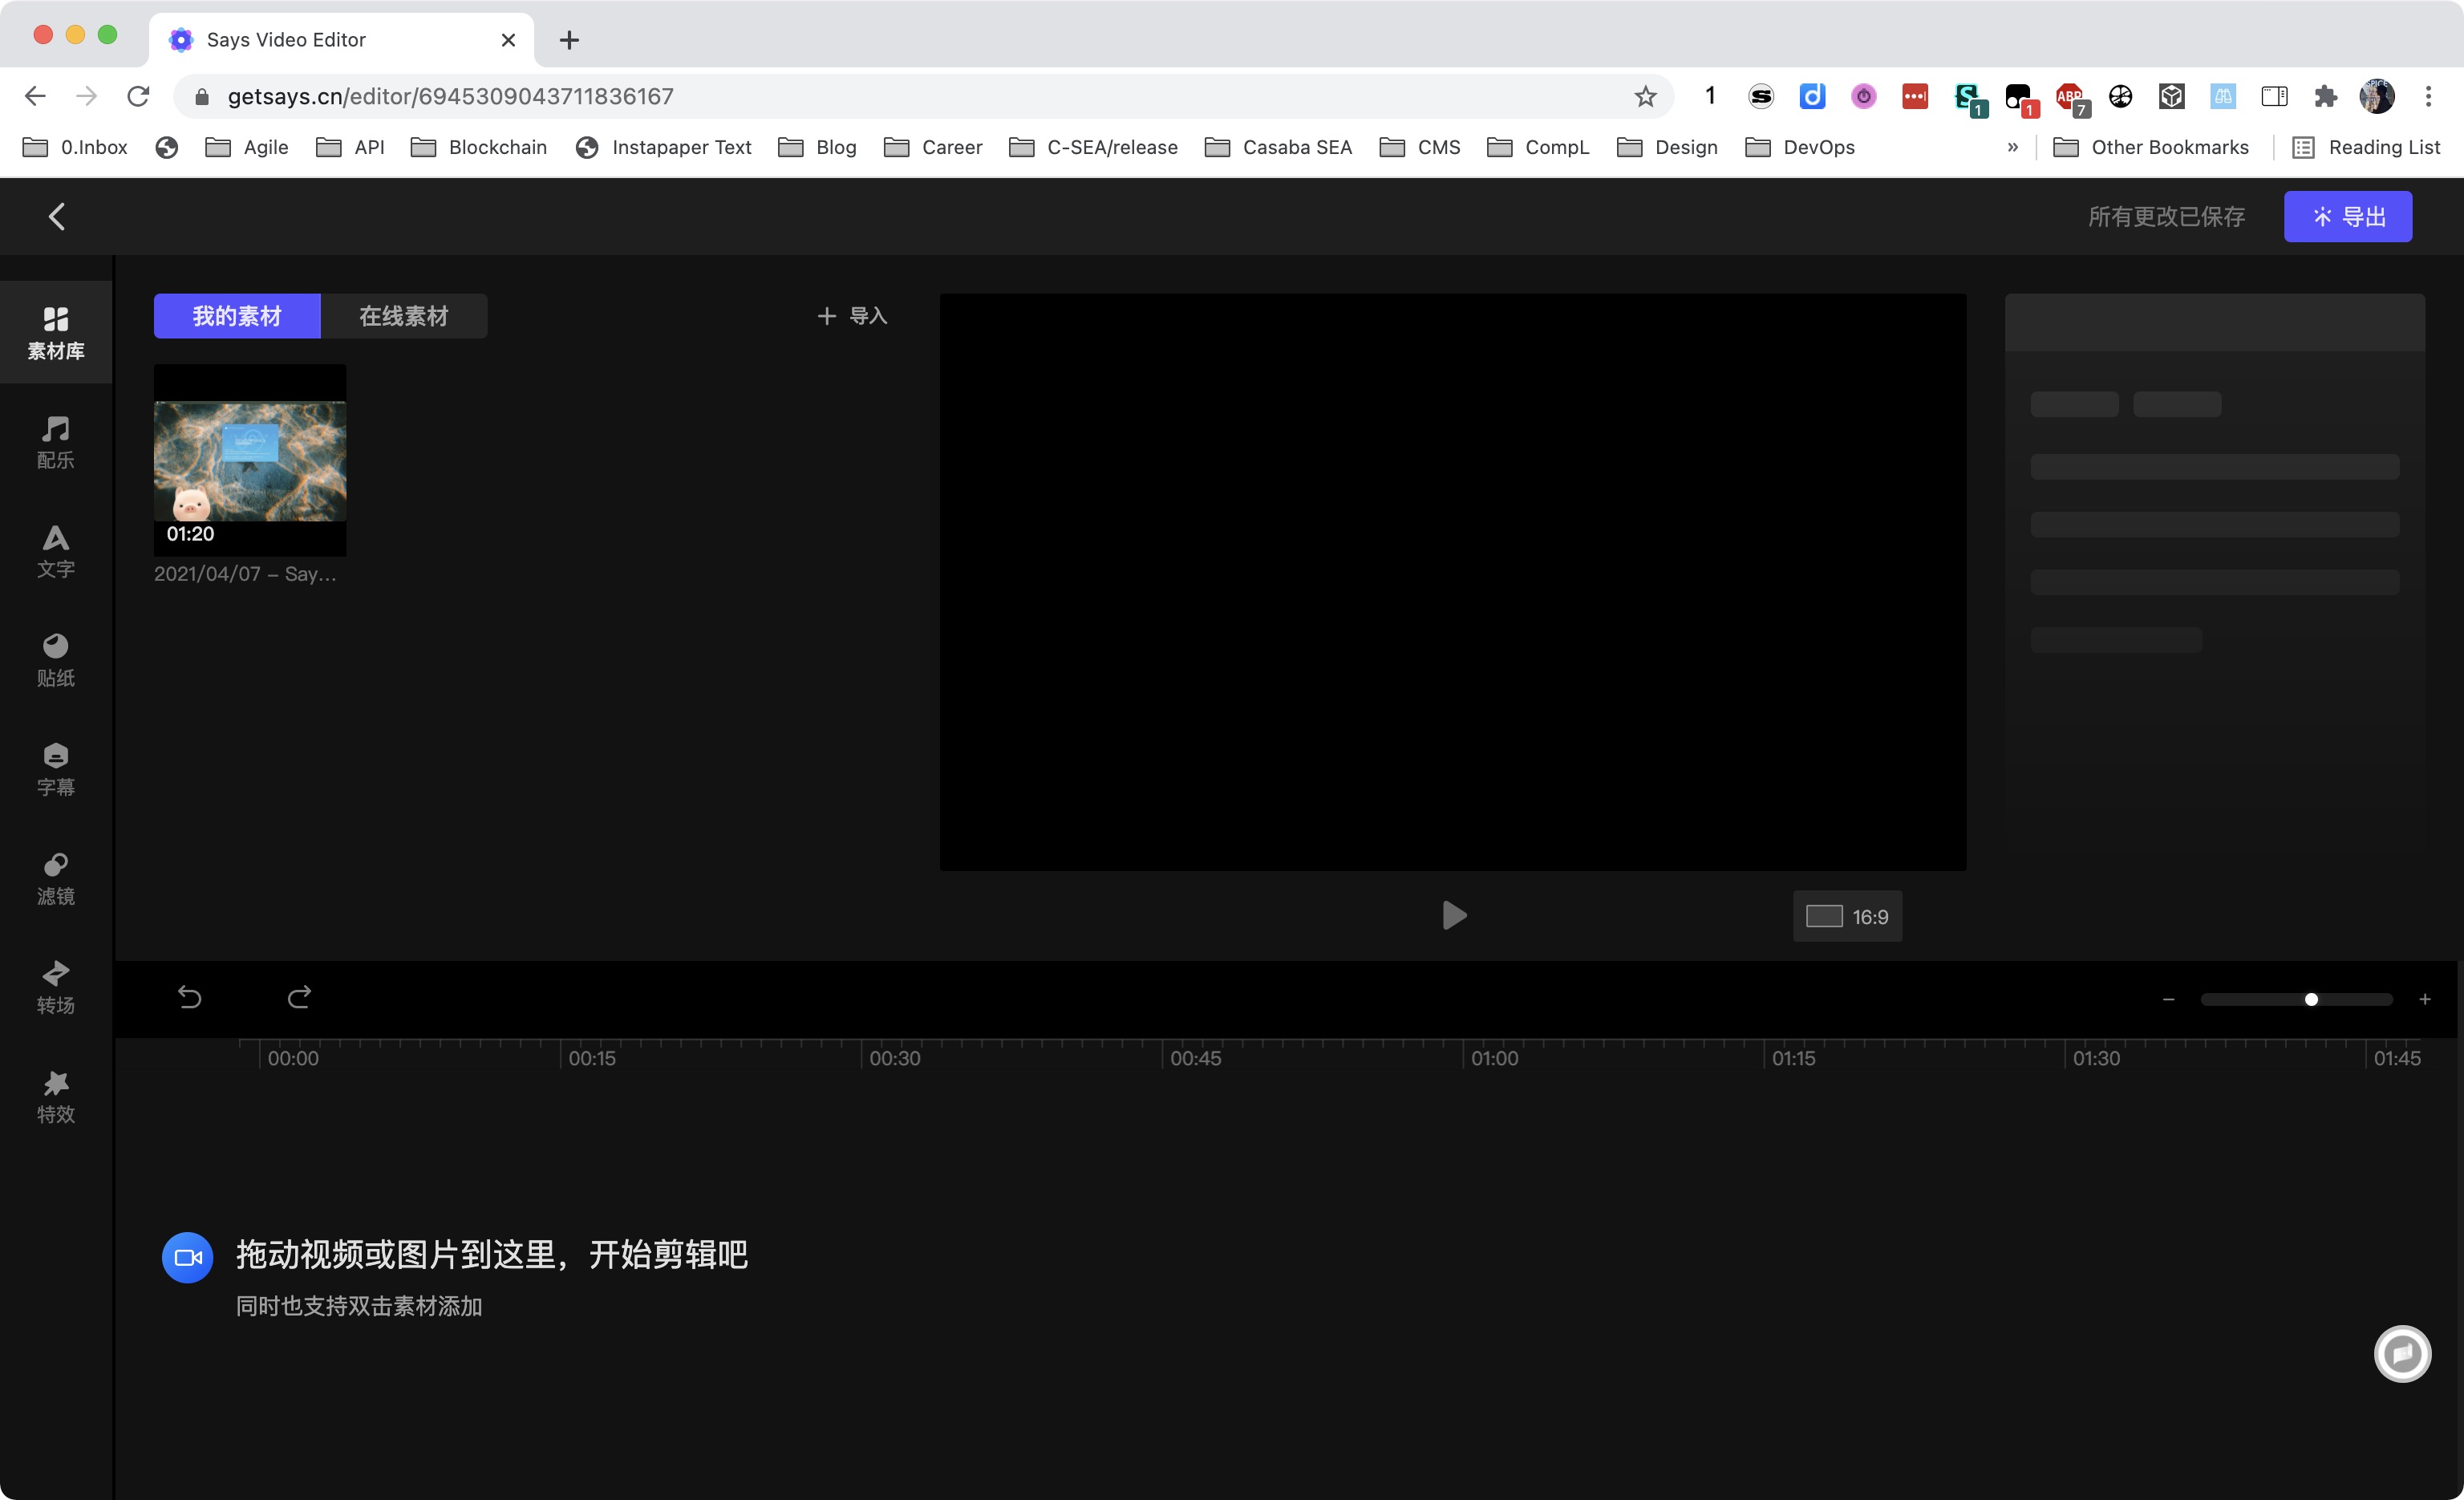 Says Video Editor
getsays.cn/editor/6945309043711836167
1
1
1
ABP
7
0.Inbox
Agile
API
Blockchain
Instapaper Text
Blog
Career
C-SEA/release
Casaba SEA
CMS
CompL
Design
DevOps
»
Other Bookmarks
Reading List
所有更改已保存
导出
素材库
配乐
文字
贴纸
字幕
滤镜
转场
特效
我的素材
在线素材
导入
01:20
2021/04/07 – Say...
16:9
00:00
00:15
00:30
00:45
01:00
01:15
01:30
01:45
拖动视频或图片到这里，开始剪辑吧
同时也支持双击素材添加